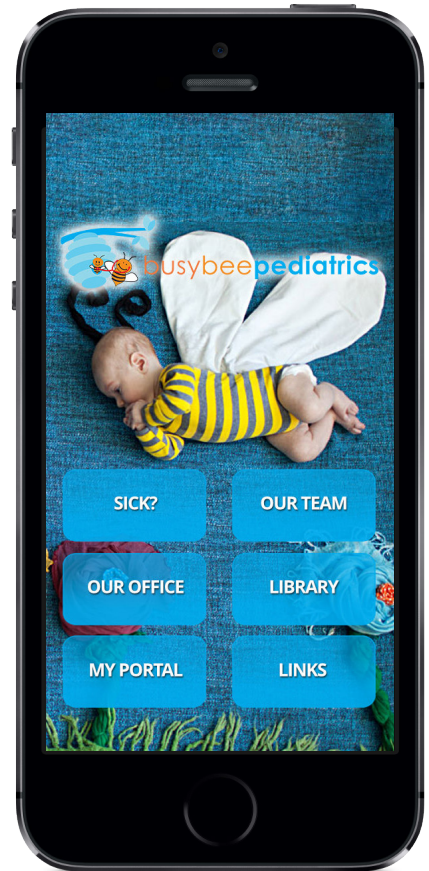 busybeepediatrics
SICK?
OUR TEAM
OUR OFFICE
LIBRARY
MY PORTAL
LINKS